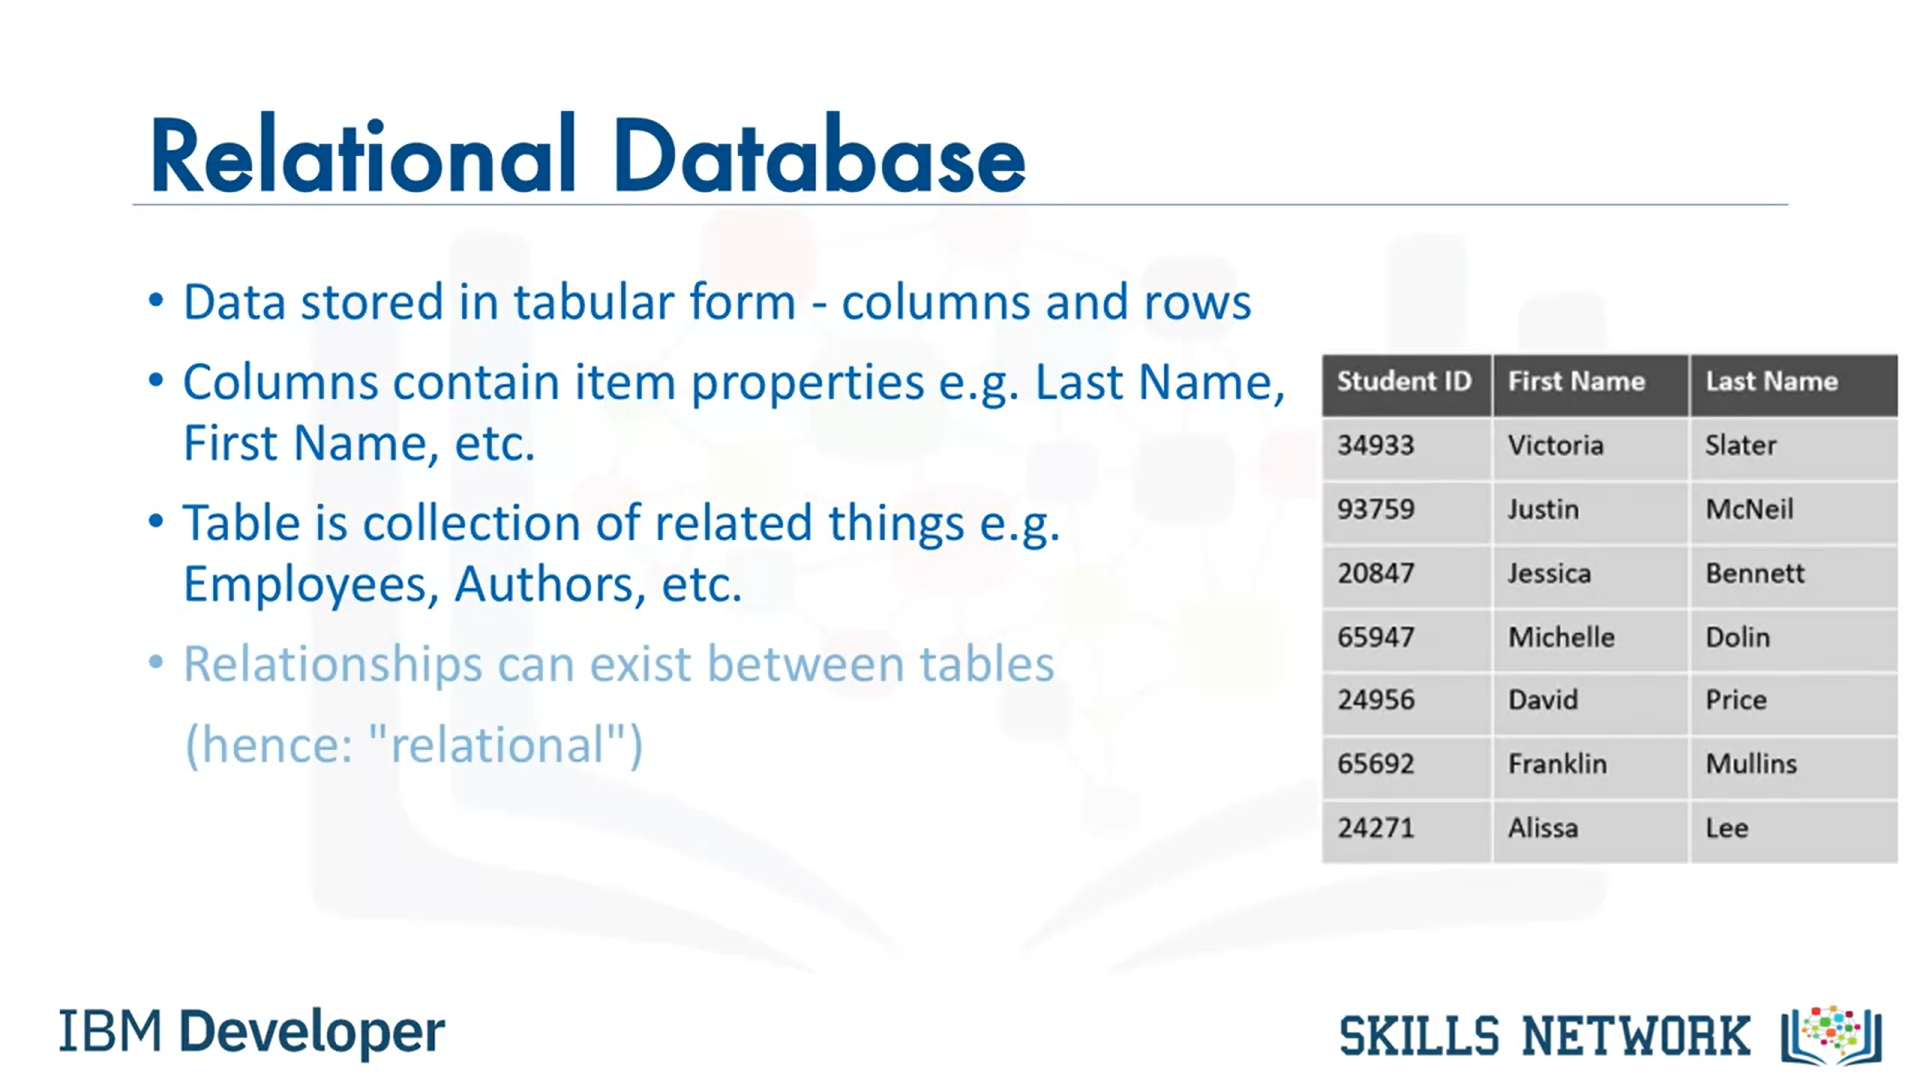 Relational Database
• Data stored in tabular form - columns and rows
• Columns contain item properties e.g. Last Name,
First Name, etc.
• Table is collection of related things e.g.
Employees, Authors, etc.
• Relationships can exist between tables
(hence: "relational")
Student ID First Name Last Name
34933 Victoria Slater
93759 Justin McNeil
20847 Jessica Bennett
65947 Michelle Dolin
24956 David Price
65692 Franklin Mullins
24271 Alissa Lee
IBM Developer
SKILLS NETWORK